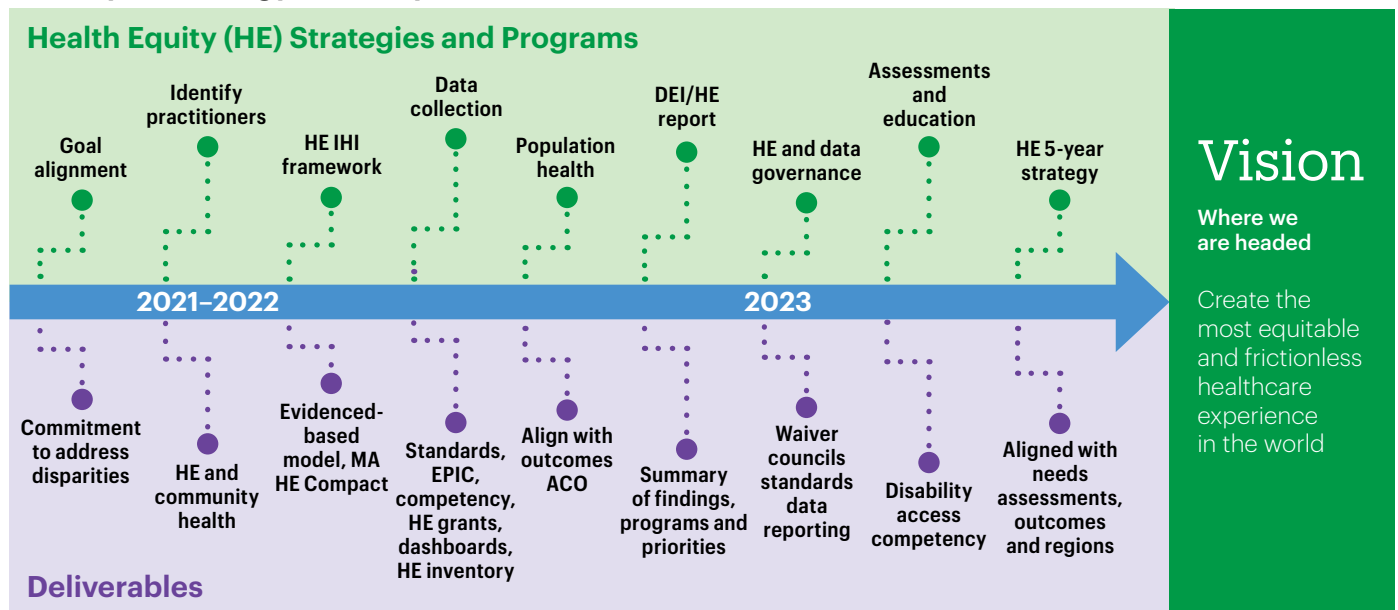 Health Equity (HE) Strategies and Programs
Goal
alignment
Identify
practitioners
HE IHI
framework
Data
collection
Population
health
DEI/HE
report
HE and data
governance
Assessments
and
education
HE 5-year
strategy
2021–2022
2023
Commitment
to address
disparities
HE and
community
health
Evidenced-
based
model, MA
HE Compact
Standards,
EPIC,
competency,
HE grants,
dashboards,
HE inventory
Align with
outcomes
ACO
Summary
of findings,
programs and
priorities
Waiver
councils
standards
data
reporting
Disability
access
competency
Aligned with
needs
assessments,
outcomes
and regions
Deliverables
Vision
Where we
are headed
Create the
most equitable
and frictionless
healthcare
experience
in the world